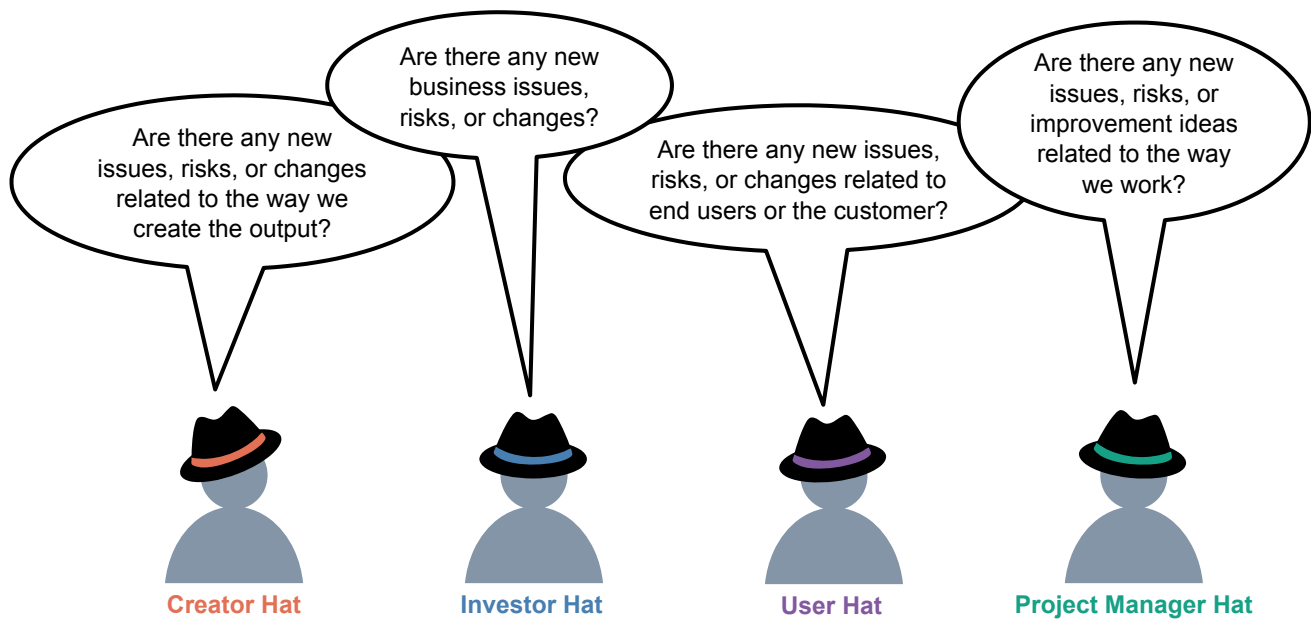 Are there any new
issues, risks, or changes
related to the way we
create the output?
Are there any new
business issues,
risks, or changes?
Are there any new issues,
risks, or changes related to
end users or the customer?
Are there any new
issues, risks, or
improvement ideas
related to the way
we work?
Creator Hat
Investor Hat
User Hat
Project Manager Hat